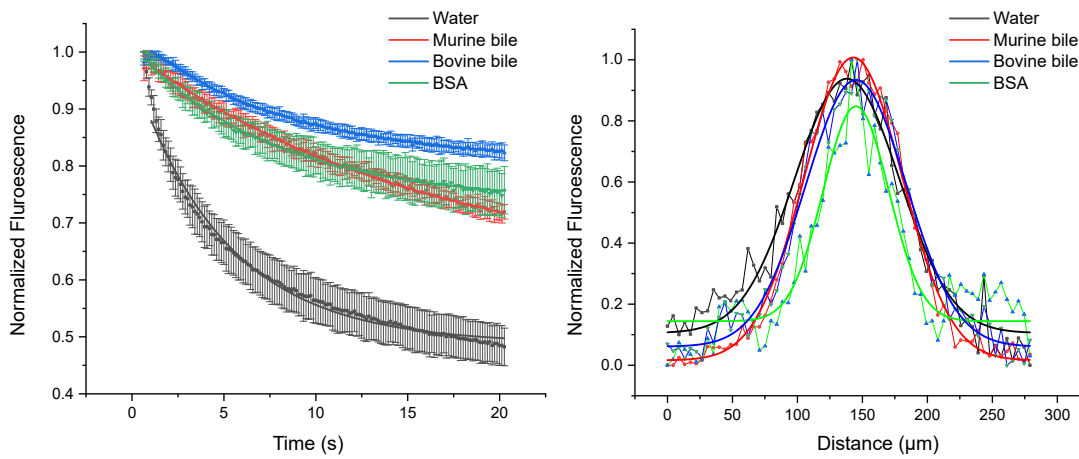 Water
Murine bile
Bovine bile
BSA
1.0
0.9
0.8
0.7
0.6
0.5
0.4
0
5
10
15
20
Time (s)
Normalized Fluroescence
Water
Murine bile
Bovine bile
BSA
1.0
0.8
0.6
0.4
0.2
0.0
0
50
100
150
200
250
300
Distance (μm)
Normalized Fluroescence